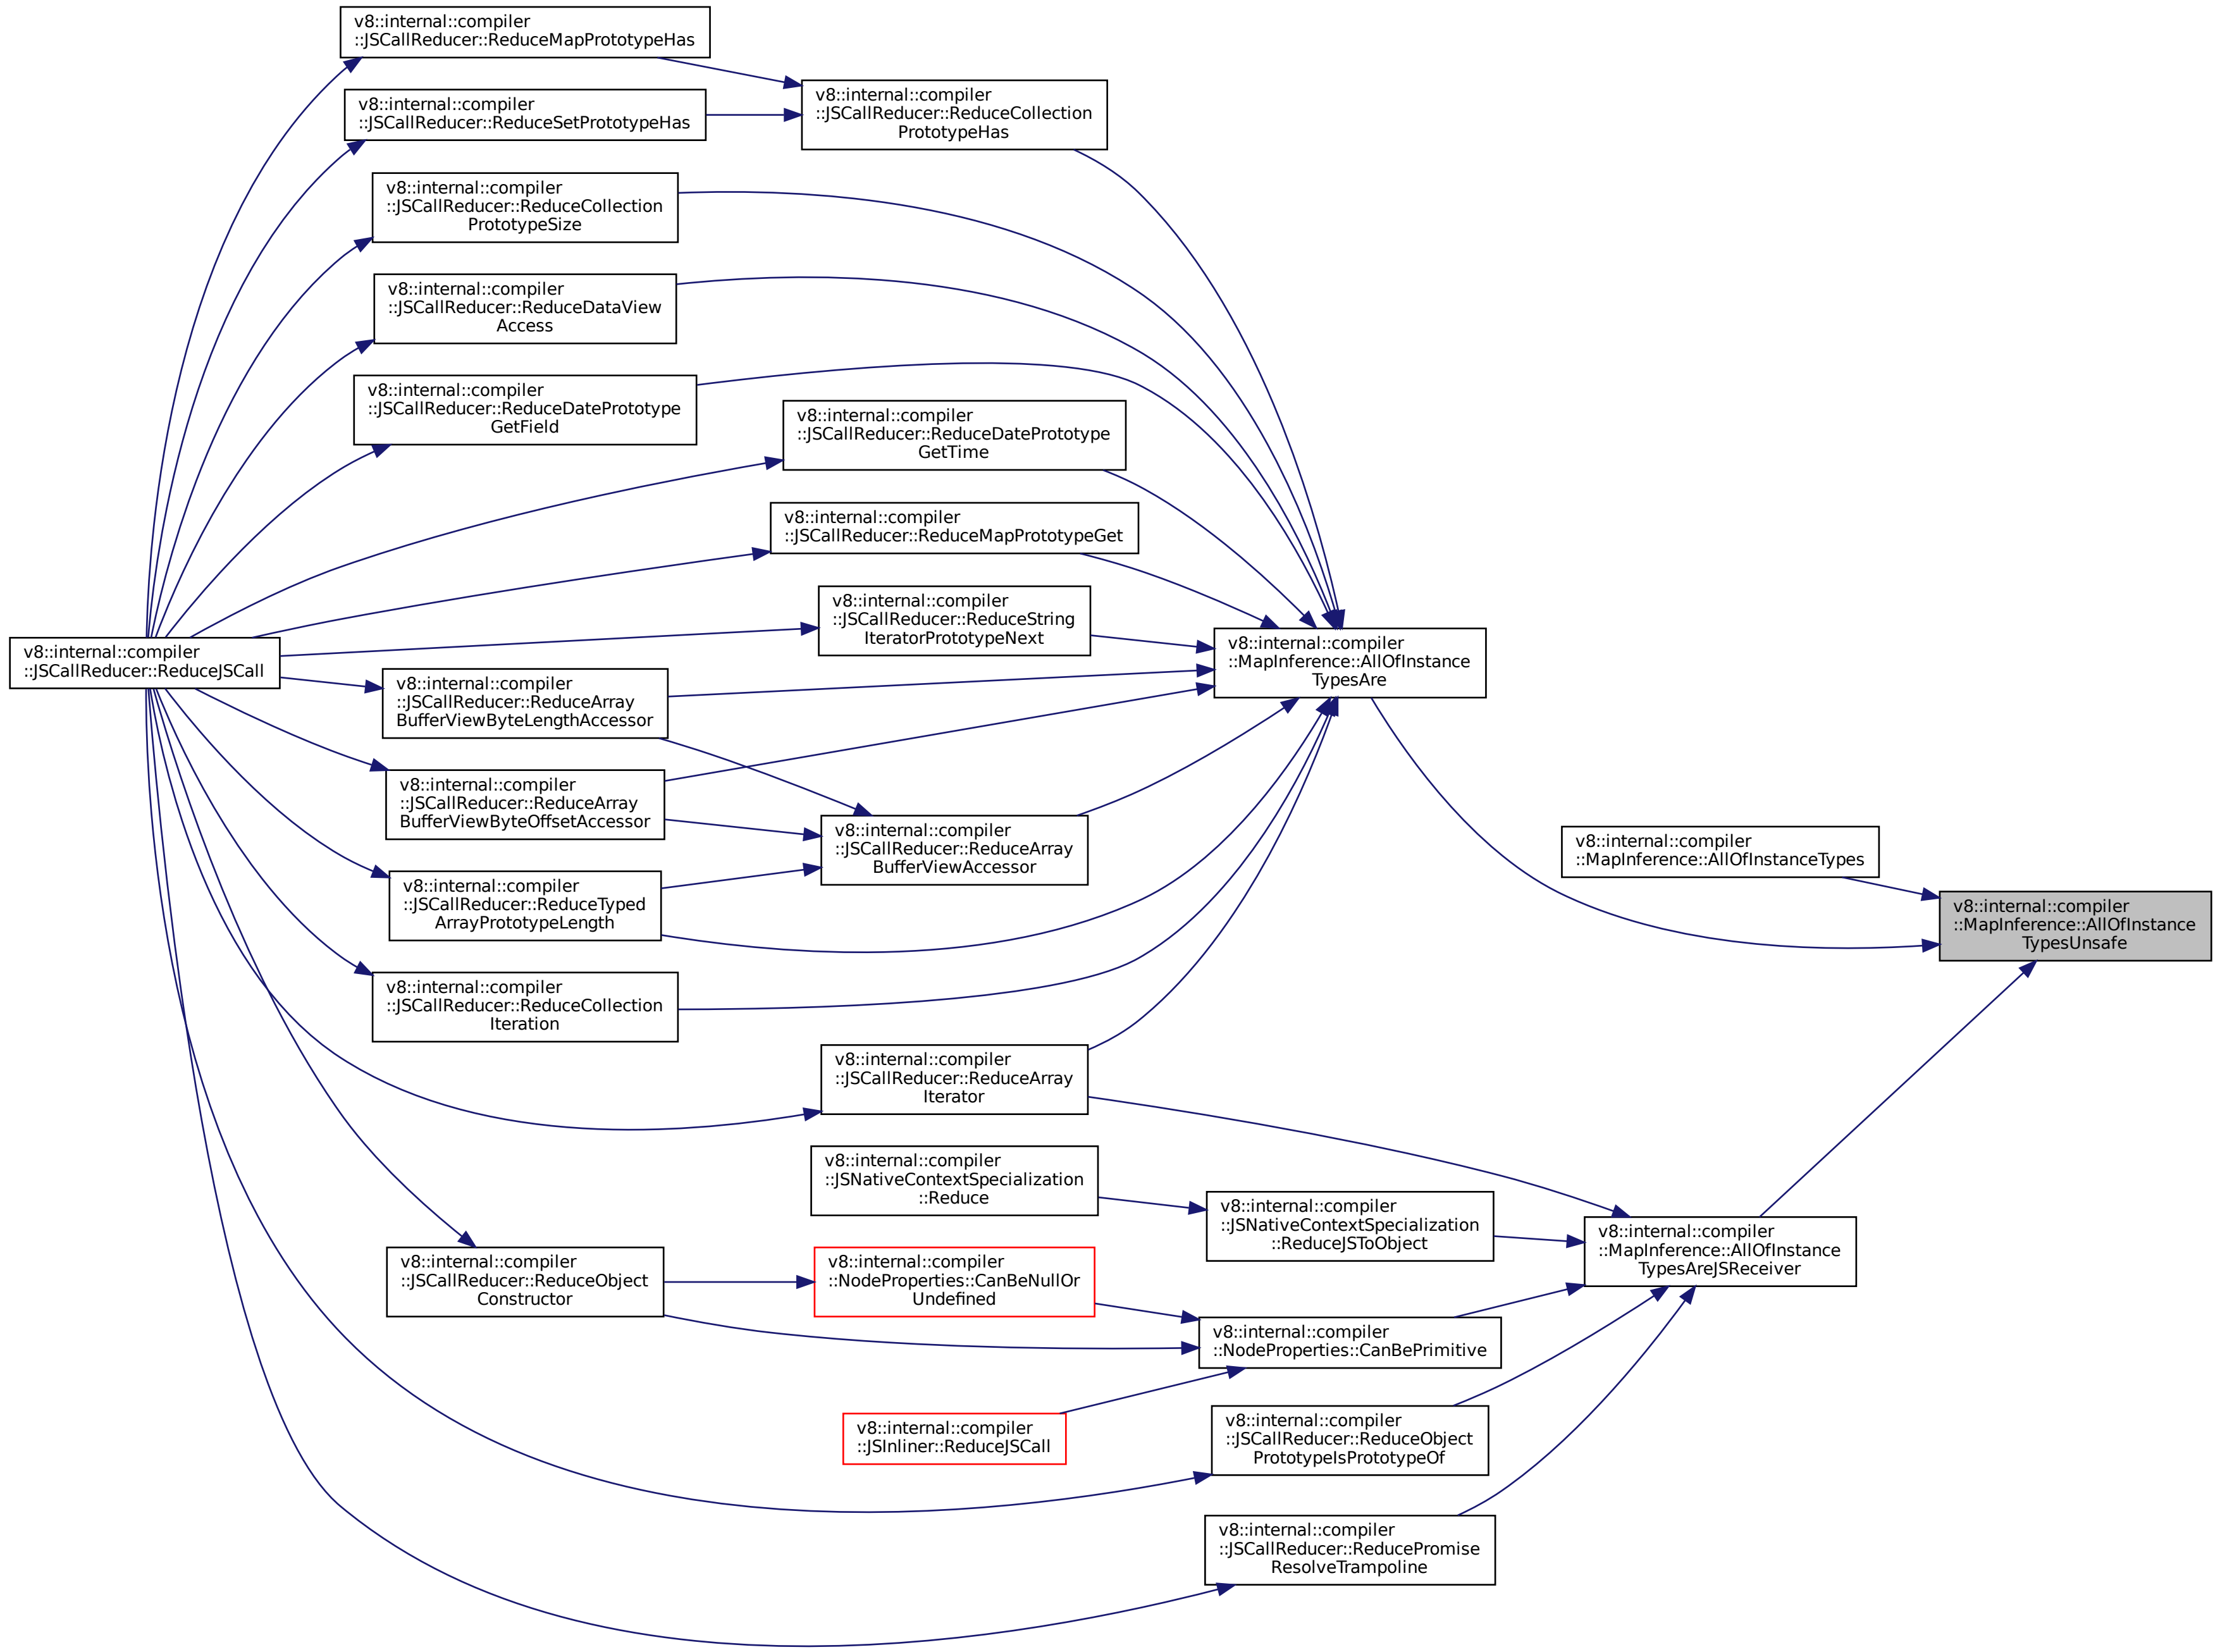 v8::internal::compiler
::JSCallReducer::ReduceMapPrototypeHas
v8::internal::compiler
::JSCallReducer::ReduceCollection
PrototypeHas
v8::internal::compiler
::JSCallReducer::ReduceSetPrototypeHas
v8::internal::compiler
::JSCallReducer::ReduceCollection
PrototypeSize
v8::internal::compiler
::JSCallReducer::ReduceDataView
Access
v8::internal::compiler
::JSCallReducer::ReduceDatePrototype
GetField
v8::internal::compiler
::JSCallReducer::ReduceDatePrototype
GetTime
v8::internal::compiler
::JSCallReducer::ReduceMapPrototypeGet
v8::internal::compiler
::JSCallReducer::ReduceString
IteratorPrototypeNext
v8::internal::compiler
::JSCallReducer::ReduceJSCall
v8::internal::compiler
::MapInference::AllOfInstance
TypesAre
v8::internal::compiler
::JSCallReducer::ReduceArray
BufferViewByteLengthAccessor
v8::internal::compiler
::JSCallReducer::ReduceArray
BufferViewByteOffsetAccessor
v8::internal::compiler
::JSCallReducer::ReduceArray
BufferViewAccessor
v8::internal::compiler
::MapInference::AllOfInstanceTypes
v8::internal::compiler
::JSCallReducer::ReduceTyped
ArrayPrototypeLength
v8::internal::compiler
::MapInference::AllOfInstance
TypesUnsafe
v8::internal::compiler
::JSCallReducer::ReduceCollection
Iteration
v8::internal::compiler
::JSCallReducer::ReduceArray
Iterator
v8::internal::compiler
::JSNativeContextSpecialization
::Reduce
v8::internal::compiler
::JSNativeContextSpecialization
::ReduceJSToObject
v8::internal::compiler
::MapInference::AllOfInstance
TypesAreJSReceiver
v8::internal::compiler
::JSCallReducer::ReduceObject
Constructor
v8::internal::compiler
::NodeProperties::CanBeNullOr
Undefined
v8::internal::compiler
::NodeProperties::CanBePrimitive
v8::internal::compiler
::JSInliner::ReduceJSCall
v8::internal::compiler
::JSCallReducer::ReduceObject
PrototypeIsPrototypeOf
v8::internal::compiler
::JSCallReducer::ReducePromise
ResolveTrampoline